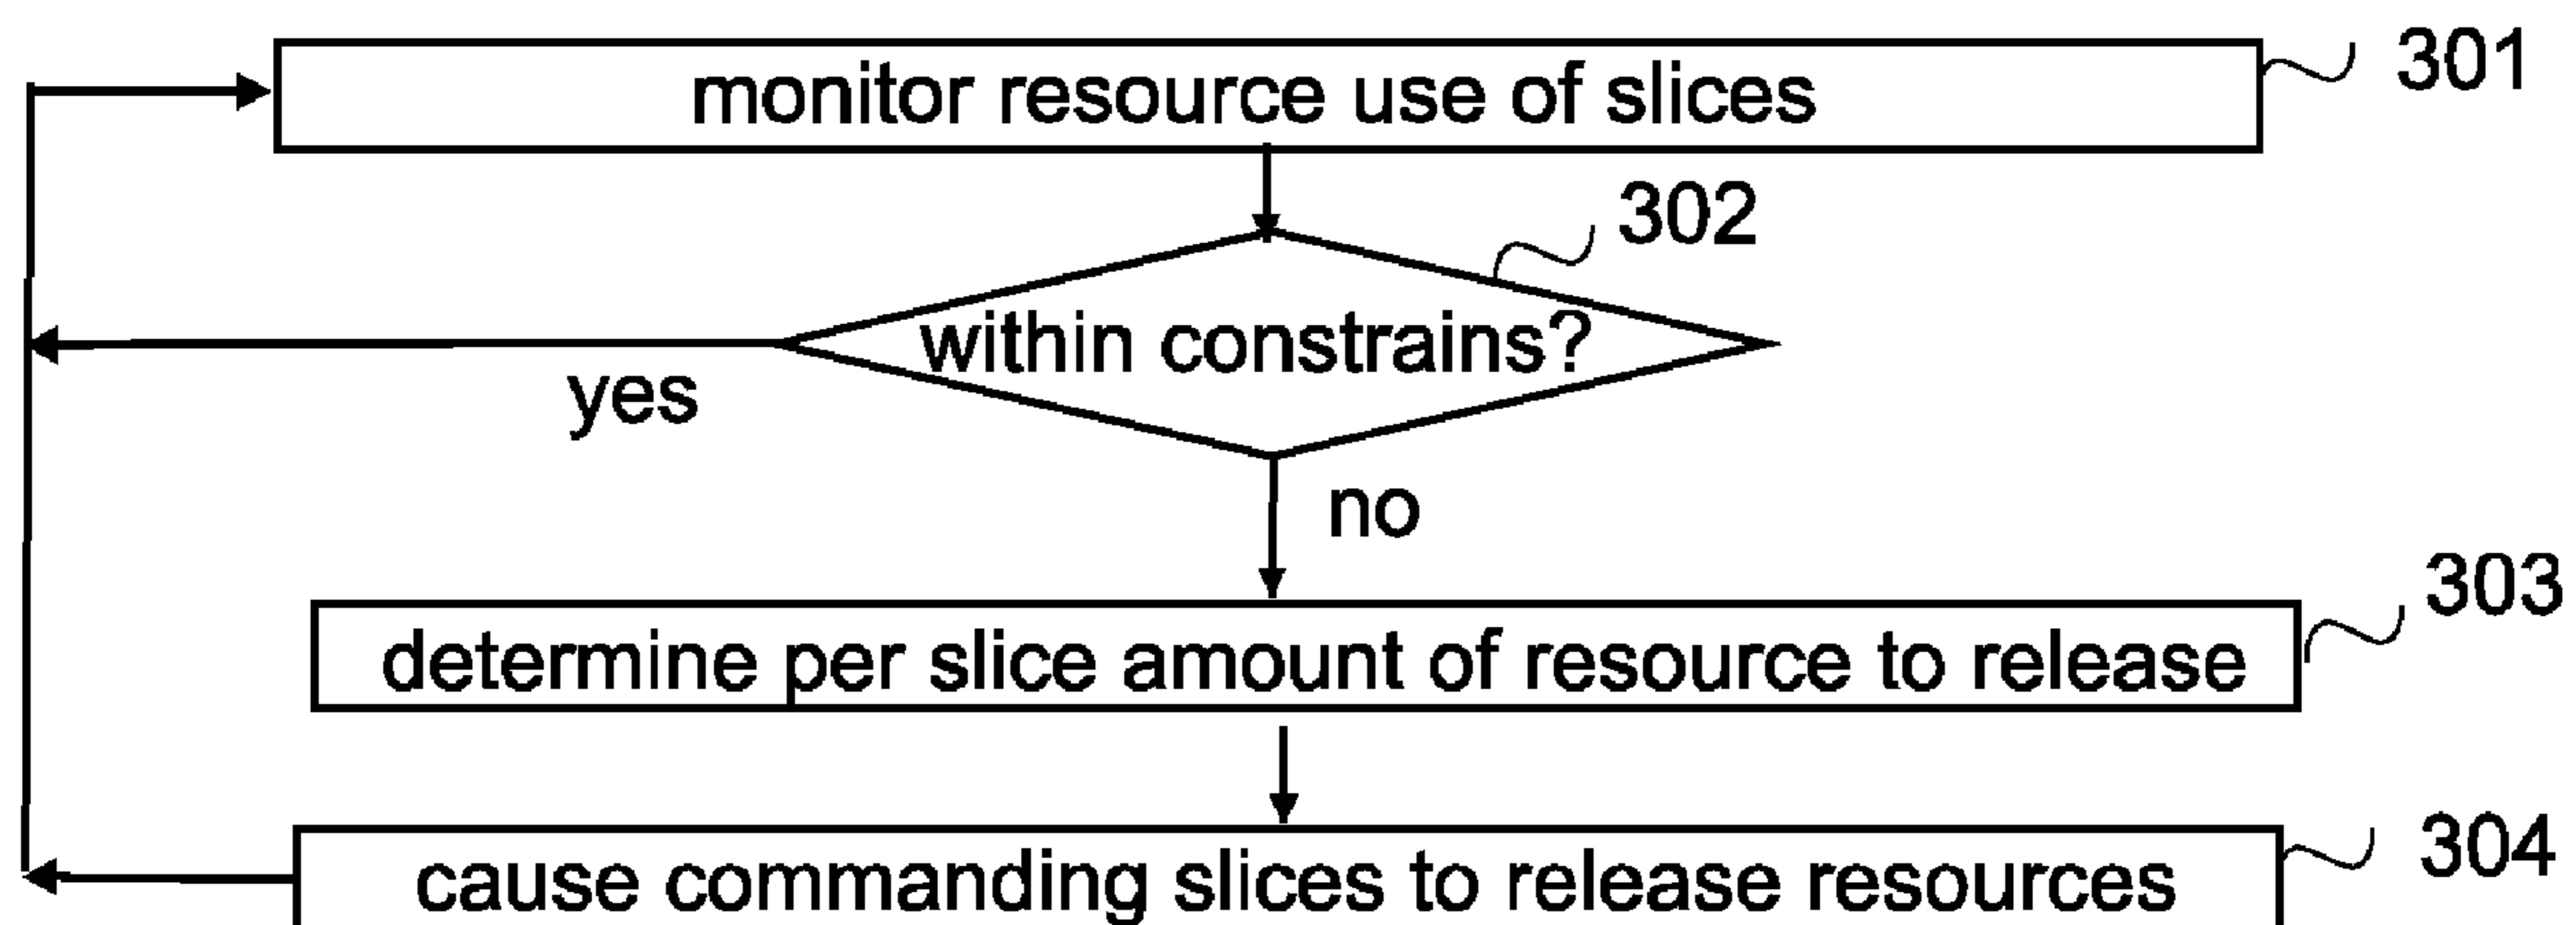 monitor resource use of slices
301
302
within constrains?
yes
no
303
determine per slice amount of resource to release
304
cause commanding slices to release resources